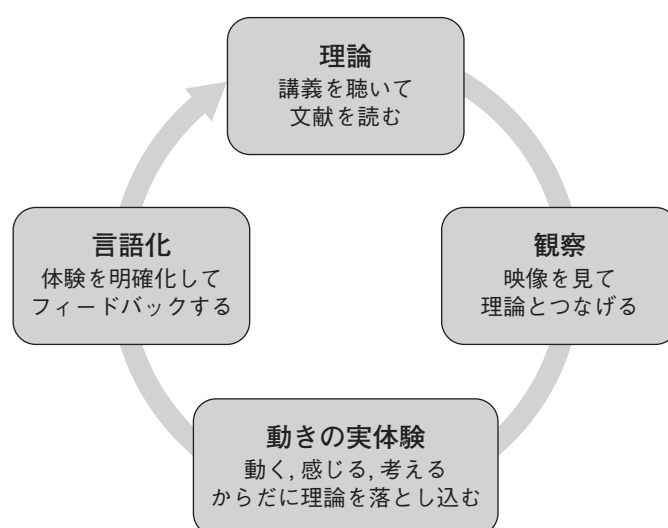 理論
講義を聴いて
文献を読む
観察
映像を見て
理論とつなげる
動きの実体験
動く, 感じる, 考える
からだに理論を落とし込む
言語化
体験を明確化して
フィードバックする